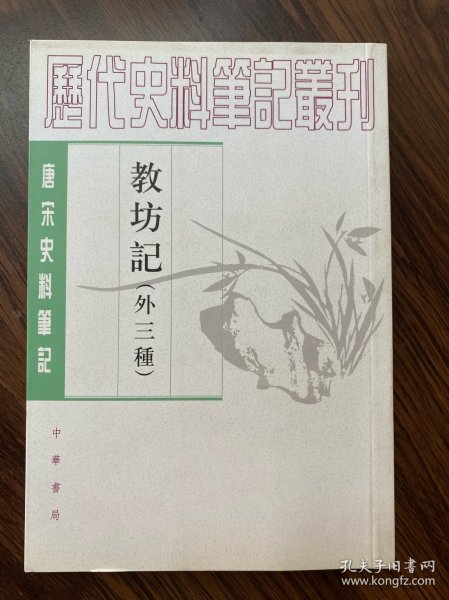 歷代史料筆記叢刊
唐宋史料筆記
教坊記(外三種)
中華書局
孔夫子旧书网
www.kongfz.com